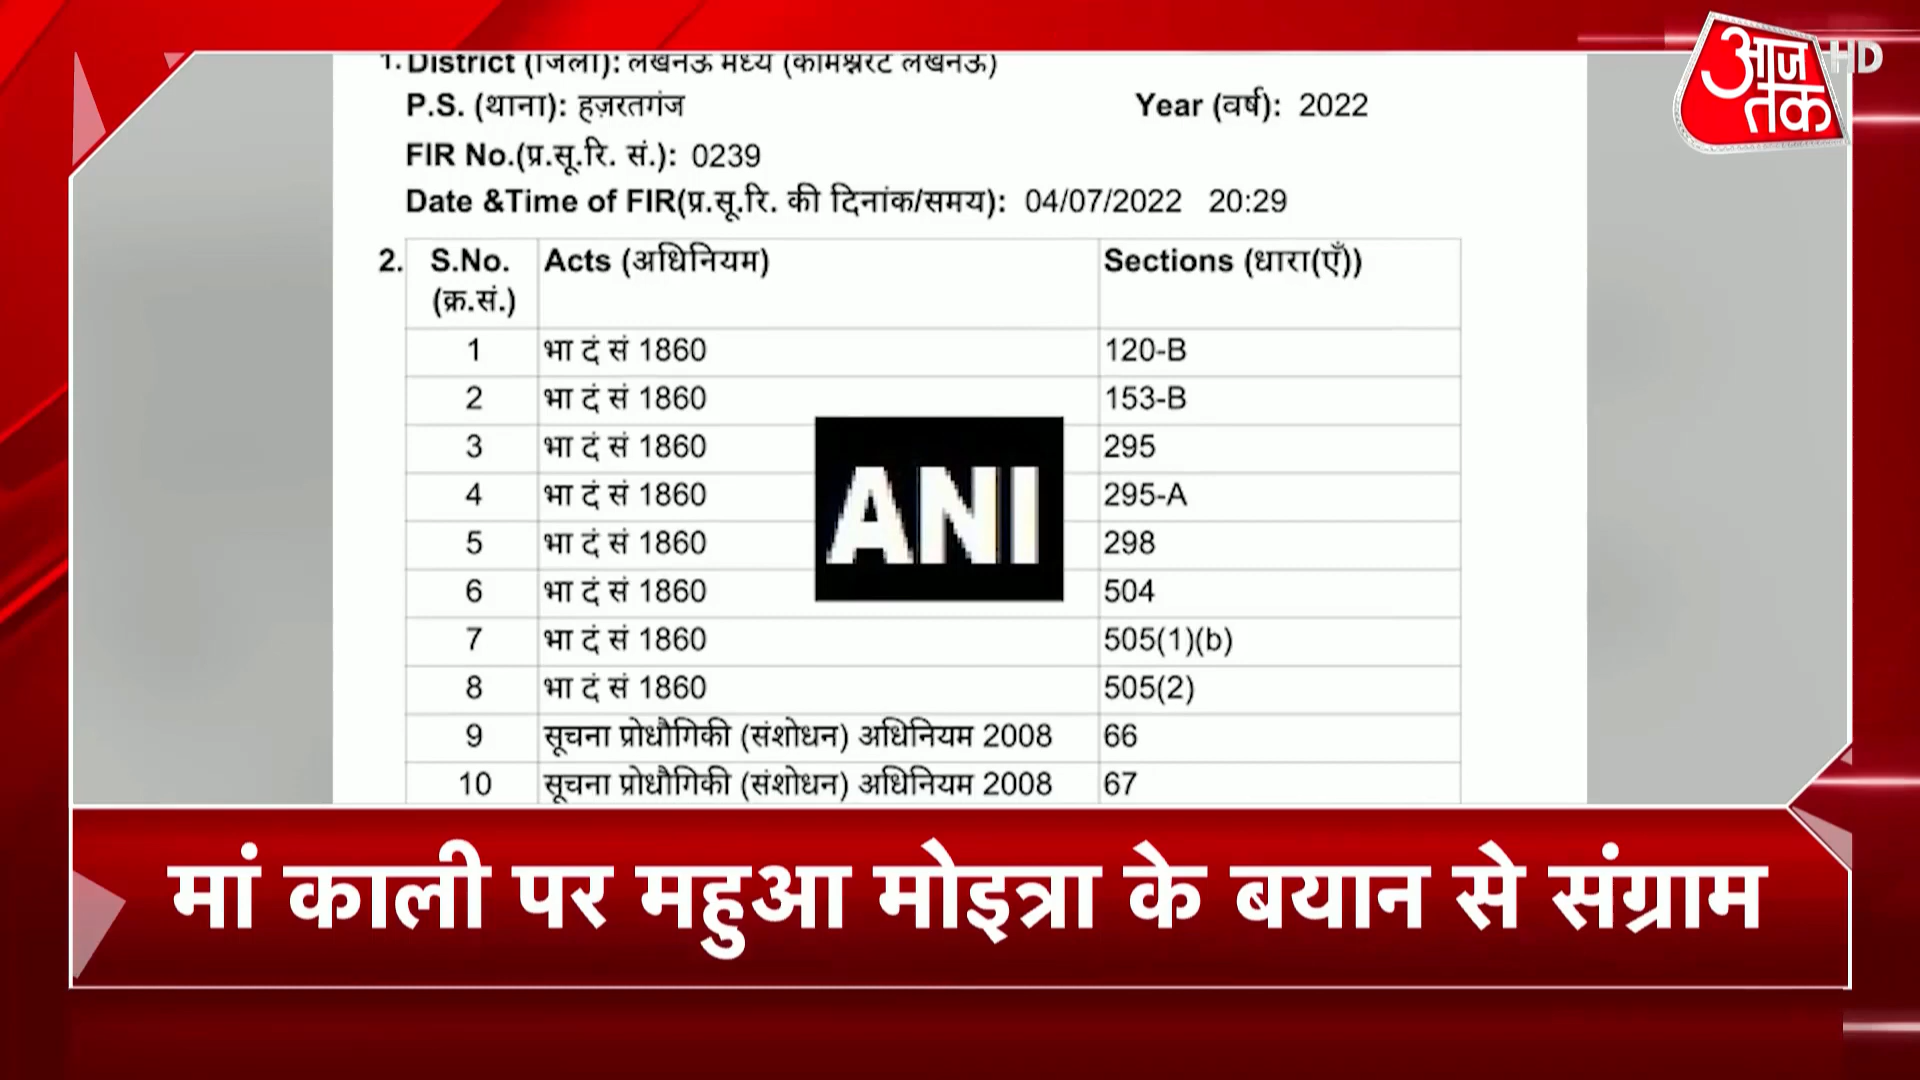 1. District (जिला): लखनऊ मध्य (कमिश्नरेट लखनऊ)
आज तक HD
P.S. (थाना): हज़रतगंज Year (वर्ष): 2022
FIR No.(प्र.सू.रि. सं.): 0239
Date &Time of FIR(प्र.सू.रि. की दिनांक/समय): 04/07/2022 20:29
2. S.No. (क्र.सं.) Acts (अधिनियम) Sections (धारा(एँ))
1 भा दं सं 1860 120-B
2 भा दं सं 1860 153-B
3 भा दं सं 1860 295
4 भा दं सं 1860 295-A
5 भा दं सं 1860 298
6 भा दं सं 1860 504
7 भा दं सं 1860 505(1)(b)
8 भा दं सं 1860 505(2)
9 सूचना प्रोधौगिकी (संशोधन) अधिनियम 2008 66
10 सूचना प्रोधौगिकी (संशोधन) अधिनियम 2008 67
ANI
मां काली पर महुआ मोइत्रा के बयान से संग्राम